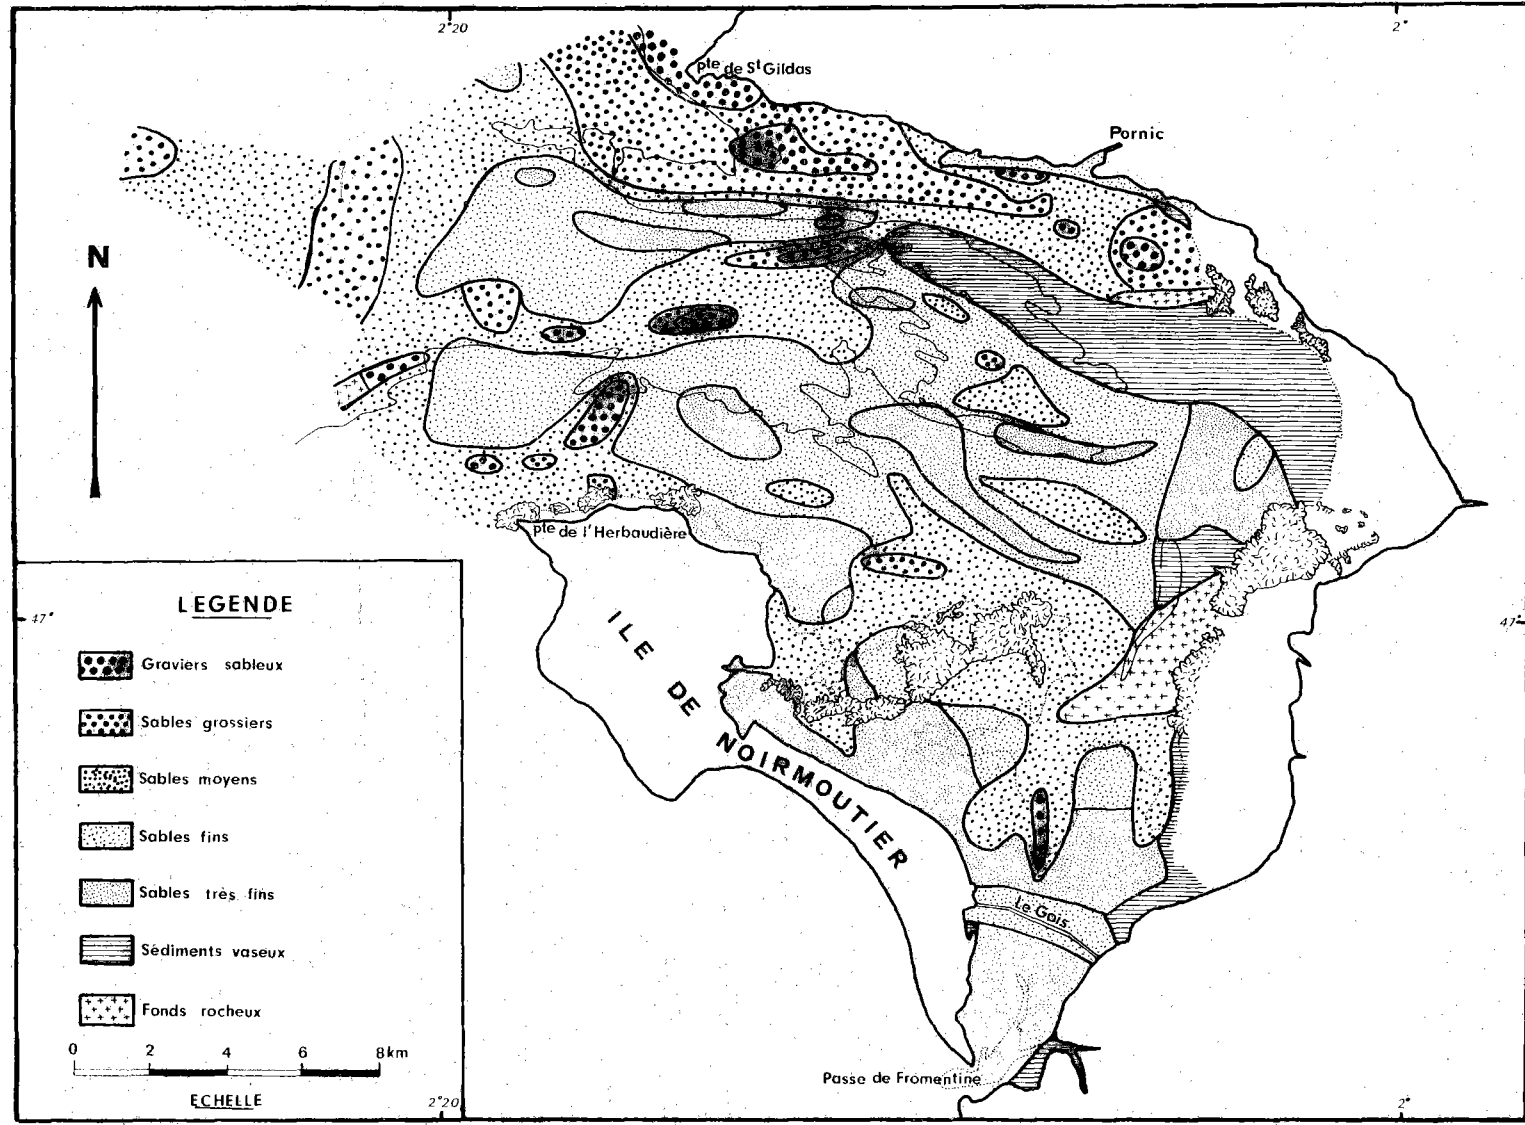 2°20
2°
pte de St Gildas
Pornic
N
pte de l'Herbaudière
47°
47°
ILE DE NOIRMOUTIER
Le Gois
Passe de Fromentine
LEGENDE
Graviers sableux
Sables grossiers
Sables moyens
Sables fins
Sables très fins
Sédiments vaseux
Fonds rocheux
0 2 4 6 8 km
ECHELLE
2°20
2°